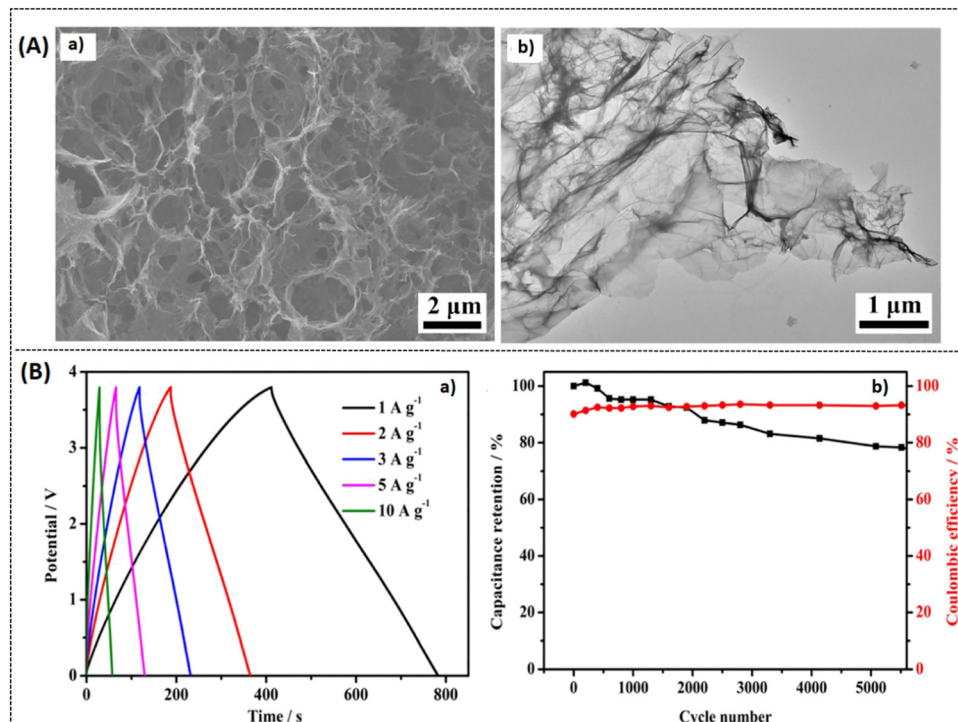 (A)
a)
2 μm
b)
1 μm
(B)
a)
1 A g⁻¹
2 A g⁻¹
3 A g⁻¹
5 A g⁻¹
10 A g⁻¹
4
3
2
1
0
Potential / V
0 200 400 600 800
Time / s
b)
100
80
60
40
20
0
Capacitance retention / %
100
80
60
40
20
0
Coulombic efficiency / %
0 1000 2000 3000 4000 5000
Cycle number